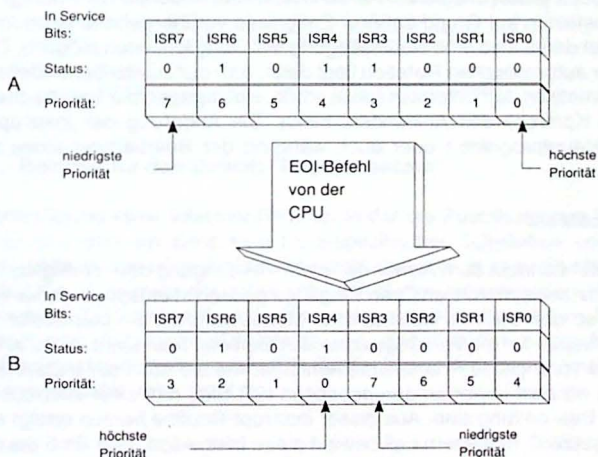 In Service
Bits:
ISR7 ISR6 ISR5 ISR4 ISR3 ISR2 ISR1 ISR0
A
Status: 0 1 0 0 1 0 0 0
Priorität: 7 6 5 4 3 2 1 0
niedrigste
Priorität
höchste
Priorität
EOI-Befehl
von der
CPU
In Service
Bits:
ISR7 ISR6 ISR5 ISR4 ISR3 ISR2 ISR1 ISR0
B
Status: 0 1 0 0 0 0 0 0
Priorität: 3 2 1 0 7 6 5 4
höchste
Priorität
niedrigste
Priorität